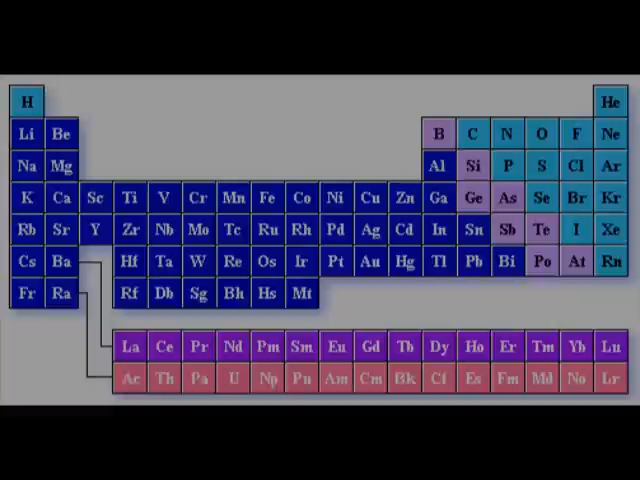 H He
Li Be B C N O F Ne
Na Mg Al Si P S Cl Ar
K Ca Sc Ti V Cr Mn Fe Co Ni Cu Zn Ga Ge As Se Br Kr
Rb Sr Y Zr Nb Mo Tc Ru Rh Pd Ag Cd In Sn Sb Te I Xe
Cs Ba Hf Ta W Re Os Ir Pt Au Hg Tl Pb Bi Po At Rn
Fr Ra Rf Db Sg Bh Hs Mt
La Ce Pr Nd Pm Sm Eu Gd Tb Dy Ho Er Tm Yb Lu
Ac Th Pa U Np Pu Am Cm Bk Cf Es Fm Md No Lr